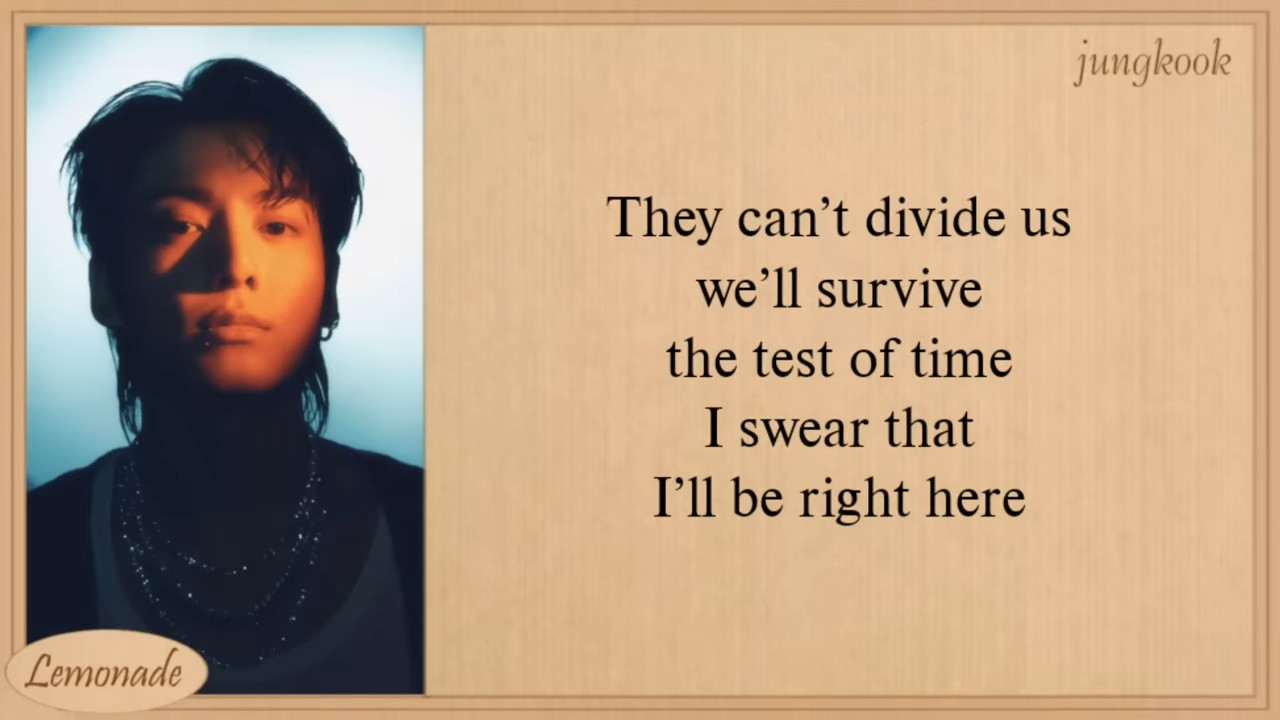 jungkook
They can’t divide us
we’ll survive
the test of time
I swear that
I’ll be right here
Lemonade